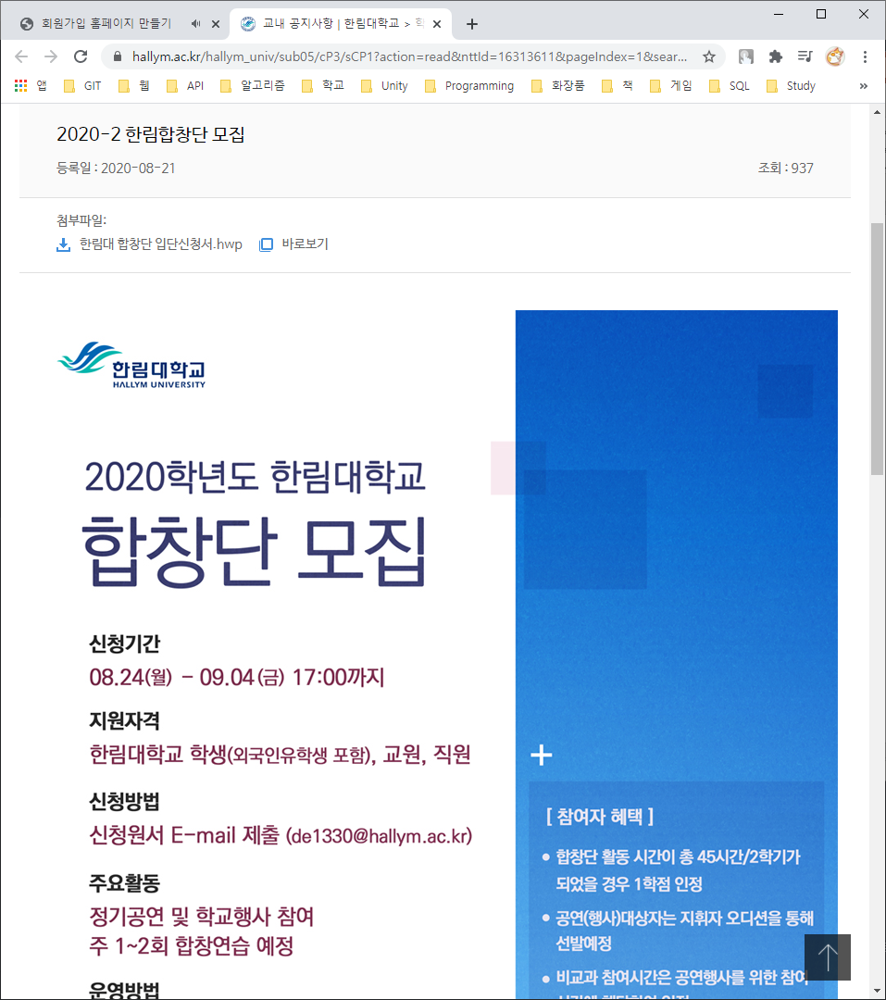 회원가입 홈페이지 만들기
교내 공지사항 | 한림대학교 >
hallym.ac.kr/hallym_univ/sub05/cP3/sCP1?action=read&nttId=16313611&pageIndex=1&sear...
앱 GIT 웹 API 알고리즘 학교 Unity Programming 화장품 책 게임 SQL Study »
2020-2 한림합창단 모집
등록일 : 2020-08-21 조회 : 937
첨부파일:
한림대 합창단 입단신청서.hwp 바로보기
한림대학교
HALLYM UNIVERSITY
2020학년도 한림대학교
합창단 모집
신청기간
08.24(월) - 09.04(금) 17:00까지
지원자격
한림대학교 학생(외국인유학생 포함), 교원, 직원
신청방법
신청원서 E-mail 제출 (de1330@hallym.ac.kr)
주요활동
정기공연 및 학교행사 참여
주 1~2회 합창연습 예정
운영방법
[ 참여자 혜택 ]
• 합창단 활동 시간이 총 45시간/2학기가
되었을 경우 1학점 인정
• 공연(행사)대상자는 지휘자 오디션을 통해
선발예정
• 비교과 참여시간은 공연행사를 위한 참여